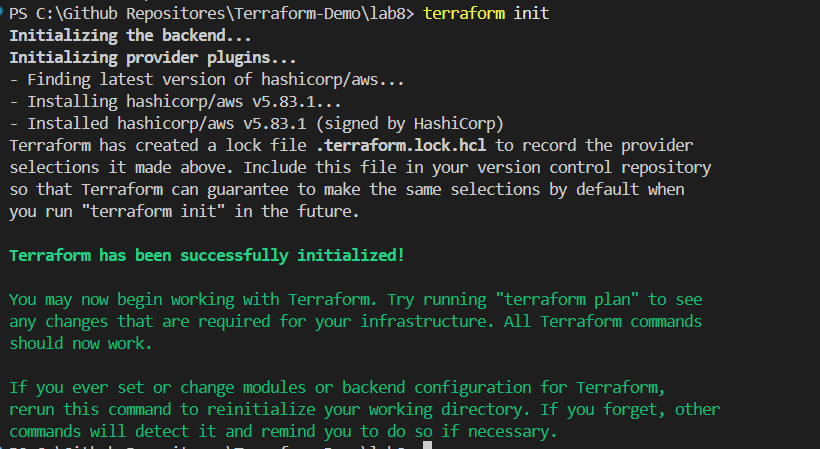 PS C:\Github Repositores\Terraform-Demo\lab8> terraform init
Initializing the backend...
Initializing provider plugins...
- Finding latest version of hashicorp/aws...
- Installing hashicorp/aws v5.83.1...
- Installed hashicorp/aws v5.83.1 (signed by HashiCorp)
Terraform has created a lock file .terraform.lock.hcl to record the provider
selections it made above. Include this file in your version control repository
so that Terraform can guarantee to make the same selections by default when
you run "terraform init" in the future.
Terraform has been successfully initialized!
You may now begin working with Terraform. Try running "terraform plan" to see
any changes that are required for your infrastructure. All Terraform commands
should now work.
If you ever set or change modules or backend configuration for Terraform,
rerun this command to reinitialize your working directory. If you forget, other
commands will detect it and remind you to do so if necessary.